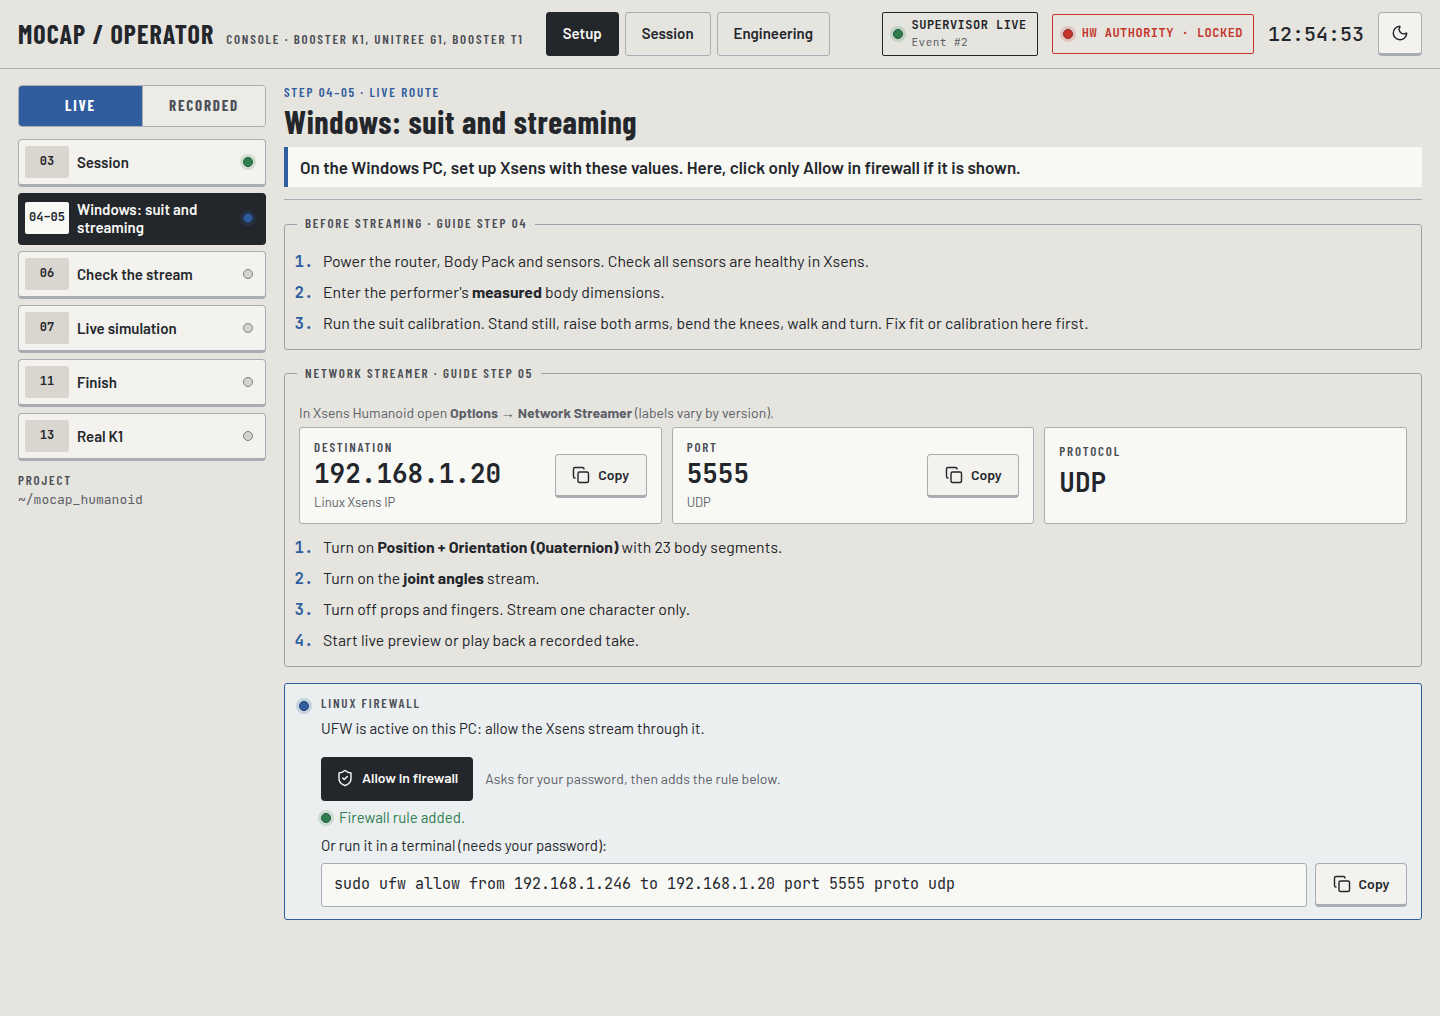 MOCAP / OPERATOR
CONSOLE · BOOSTER K1, UNITREE G1, BOOSTER T1
Setup
Session
Engineering
SUPERVISOR LIVE
Event #2
HW AUTHORITY · LOCKED
12:54:53
LIVE
RECORDED
03
Session
04-05
Windows: suit and
streaming
06
Check the stream
07
Live simulation
11
Finish
13
Real K1
PROJECT
~/mocap_humanoid
STEP 04-05 · LIVE ROUTE
Windows: suit and streaming
On the Windows PC, set up Xsens with these values. Here, click only Allow in firewall if it is shown.
BEFORE STREAMING · GUIDE STEP 04
1. Power the router, Body Pack and sensors. Check all sensors are healthy in Xsens.
2. Enter the performer's measured body dimensions.
3. Run the suit calibration. Stand still, raise both arms, bend the knees, walk and turn. Fix fit or calibration here first.
NETWORK STREAMER · GUIDE STEP 05
In Xsens Humanoid open Options → Network Streamer (labels vary by version).
DESTINATION
192.168.1.20
Linux Xsens IP
Copy
PORT
5555
UDP
Copy
PROTOCOL
UDP
1. Turn on Position + Orientation (Quaternion) with 23 body segments.
2. Turn on the joint angles stream.
3. Turn off props and fingers. Stream one character only.
4. Start live preview or play back a recorded take.
LINUX FIREWALL
UFW is active on this PC: allow the Xsens stream through it.
Allow in firewall
Asks for your password, then adds the rule below.
Firewall rule added.
Or run it in a terminal (needs your password):
sudo ufw allow from 192.168.1.246 to 192.168.1.20 port 5555 proto udp
Copy